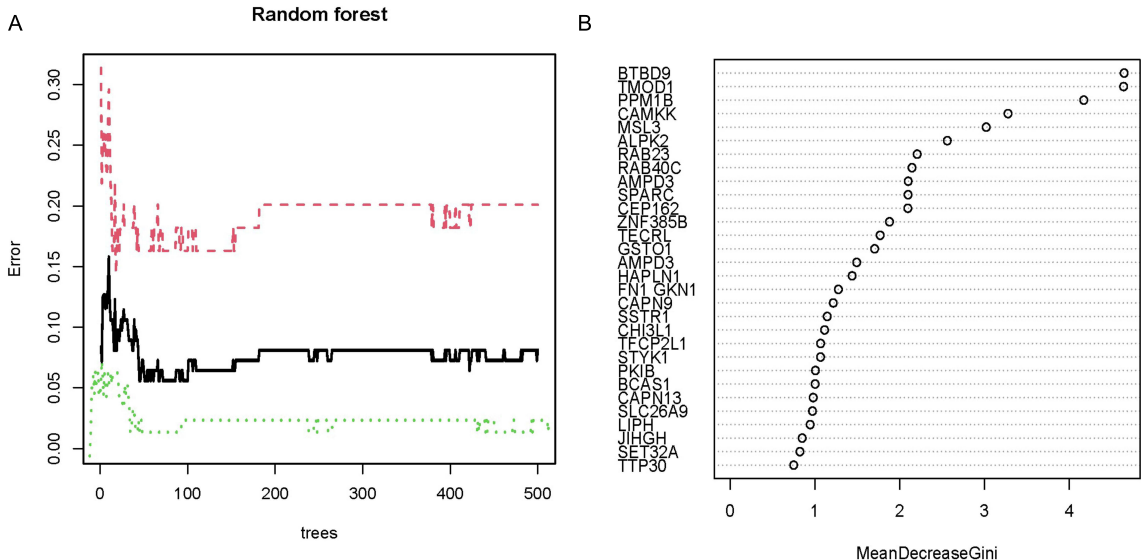 A
Random forest
0.30
0.25
0.20
0.15
0.10
0.05
0.00
Error
0 100 200 300 400 500
trees
B
BTBD9
TMOD1
PPM1B
CAMKK
MSL3
ALPK2
RAB23
RAB40C
AMPD3
SPARC
CEP162
ZNF385B
TECRL
GSTO1
AMPD3
HAPLN1
FN1 GKN1
CAPN9
SSTR1
CHI3L1
TFCP2L1
STYK1
PKIB
BCAS1
CAPN13
SLC26A9
LIPH
JIHGH
SET32A
TTP30
0 1 2 3 4
MeanDecreaseGini